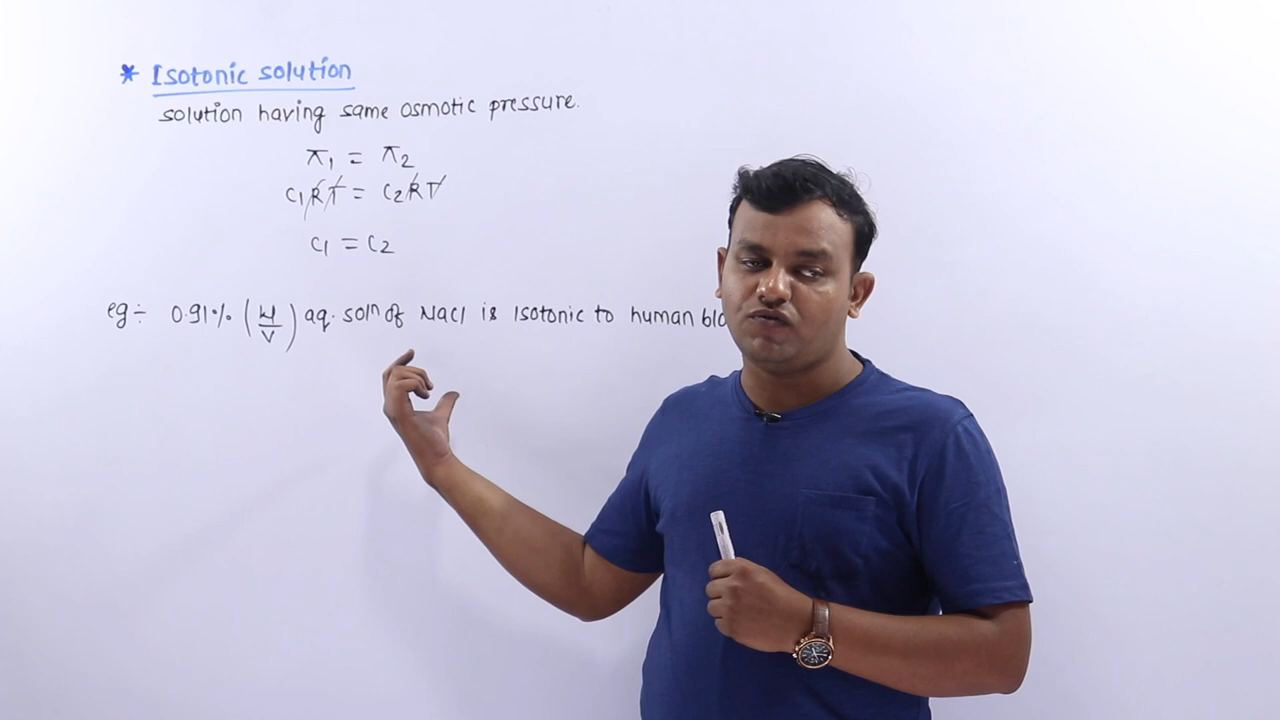 * Isotonic solution
solution having same osmotic pressure.
π₁ = π₂
C₁RT = C₂RT
C₁ = C₂
eg ÷ 0.91% (W/V) aq. solⁿ of NaCl is Isotonic to human blo